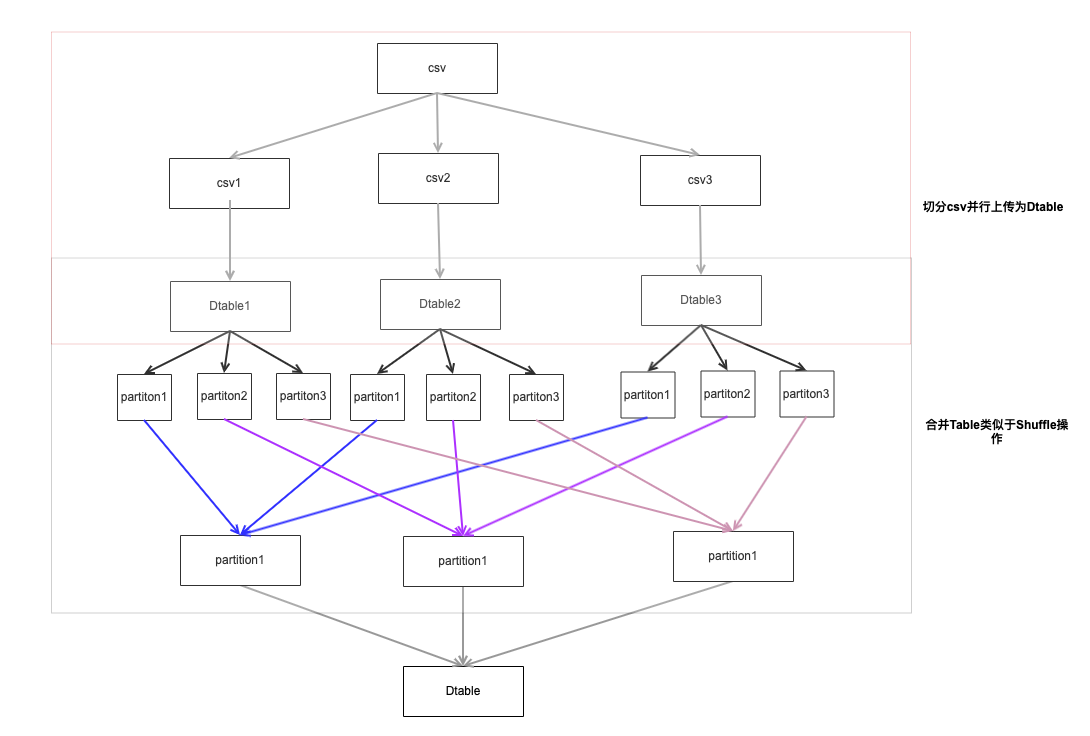 csv
csv1
csv2
csv3
切分csv并行上传为Dtable
Dtable1
Dtable2
Dtable3
partiton1
partiton2
partiton3
partiton1
partiton2
partiton3
partiton1
partiton2
partiton3
合并Table类似于Shuffle操
作
partition1
partition1
partition1
Dtable